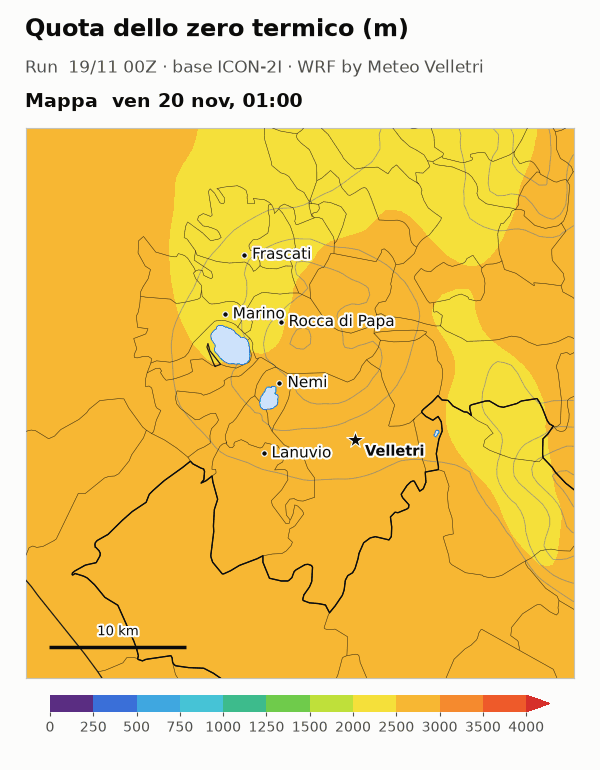 Quota dello zero termico (m)
Run  19/11 00Z · base ICON-2I · WRF by Meteo Velletri
Mappa  ven 20 nov, 01:00
Frascati
Marino
Rocca di Papa
Nemi
Velletri
Lanuvio
10 km
0 250 500 750 1000 1250 1500 2000 2500 3000 3500 4000